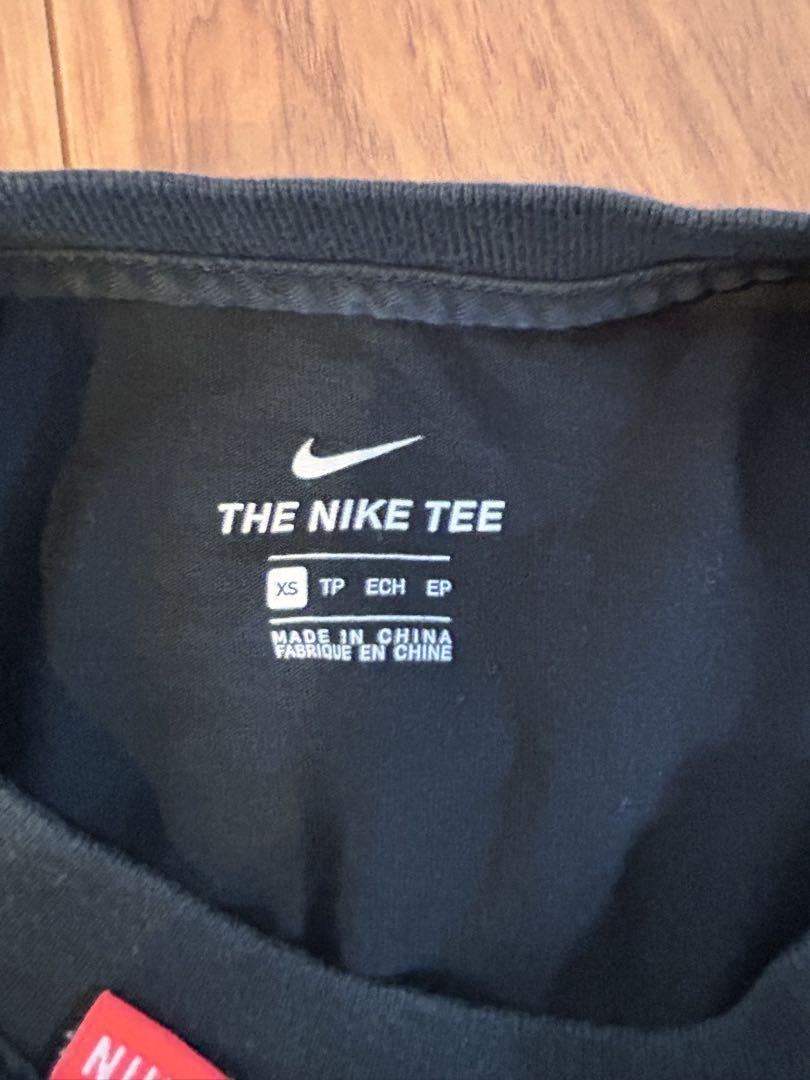 THE NIKE TEE
XS TP ECH EP
MADE IN CHINA
FABRIQUE EN CHINE